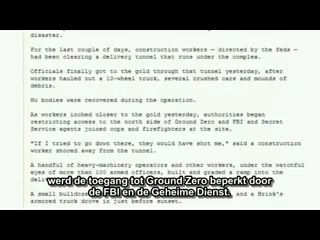 disaster.
For the last couple of days, construction workers — directed by the feds —
had been clearing a delivery tunnel that runs under the complex.
Officials finally got to the gold through that tunnel yesterday, after
workers hauled out a 10-wheel truck, several crushed cars and mounds of
debris.
No bodies were recovered during the operation.
As workers inched closer to the gold yesterday, authorities began
restricting access to the north side of Ground Zero and FBI and Secret
Service agents joined cops and firefighters at the site.
"If I tried to go down there, they would have shot me," said a construction
worker shooed away from the tunnel.
A handful of heavy-machinery operators and other workers, under the watchful
eyes of more than 100 armed officers, built and graded a ramp into the
werd de toegang tot Ground Zero beperkt door
de FBI en de Geheime Dienst.
A small bulldoze and a Brink's
armored truck drove in just before sunset.